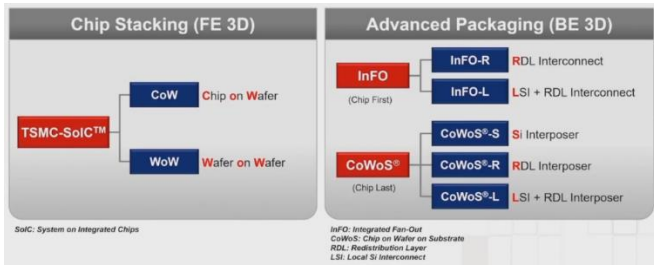 Chip Stacking (FE 3D)
TSMC-SoIC™
CoW
Chip on Wafer
WoW
Wafer on Wafer
SoIC: System on Integrated Chips
Advanced Packaging (BE 3D)
InFO
(Chip First)
InFO-R
RDL Interconnect
InFO-L
LSI + RDL Interconnect
CoWoS®
(Chip Last)
CoWoS®-S
Si Interposer
CoWoS®-R
RDL Interposer
CoWoS®-L
LSI + RDL Interposer
InFO: Integrated Fan-Out
CoWoS: Chip on Wafer on Substrate
RDL: Redistribution Layer
LSI: Local Si Interconnect